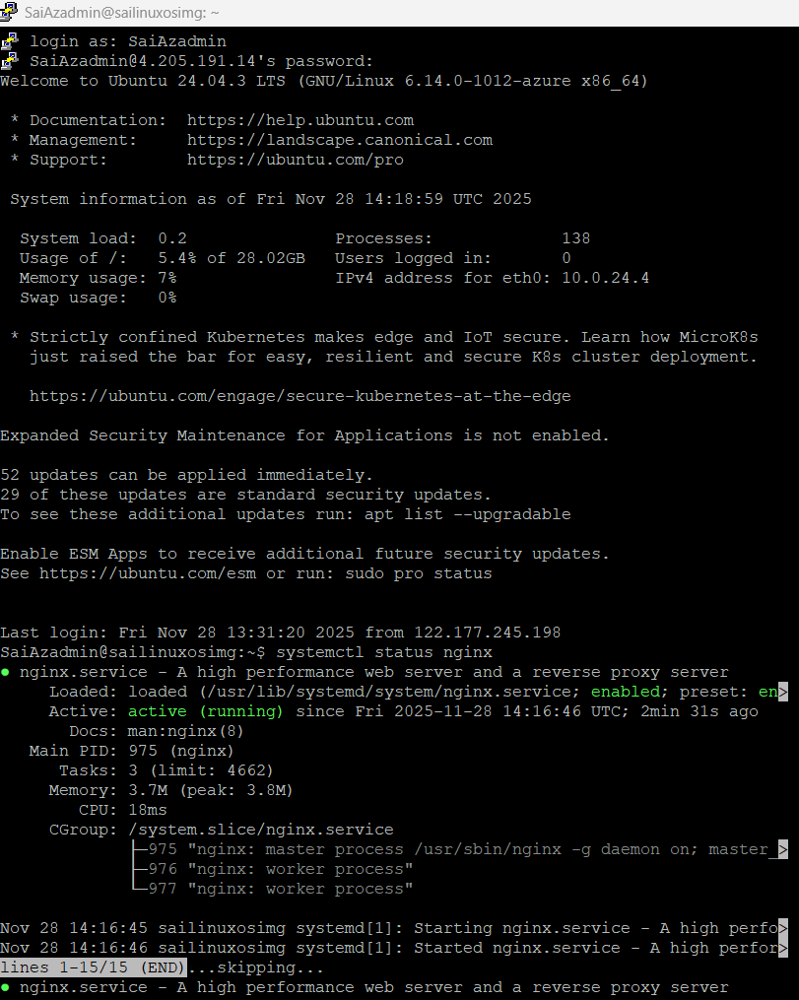 SaiAzadmin@sailinuxosimg: ~
login as: SaiAzadmin
SaiAzadmin@4.205.191.14's password:
Welcome to Ubuntu 24.04.3 LTS (GNU/Linux 6.14.0-1012-azure x86_64)
* Documentation:  https://help.ubuntu.com
* Management:     https://landscape.canonical.com
* Support:        https://ubuntu.com/pro
System information as of Fri Nov 28 14:18:59 UTC 2025
System load:  0.2               Processes:             138
Usage of /:   5.4% of 28.02GB   Users logged in:       0
Memory usage: 7%                IPv4 address for eth0: 10.0.24.4
Swap usage:   0%
* Strictly confined Kubernetes makes edge and IoT secure. Learn how MicroK8s
just raised the bar for easy, resilient and secure K8s cluster deployment.
https://ubuntu.com/engage/secure-kubernetes-at-the-edge
Expanded Security Maintenance for Applications is not enabled.
52 updates can be applied immediately.
29 of these updates are standard security updates.
To see these additional updates run: apt list --upgradable
Enable ESM Apps to receive additional future security updates.
See https://ubuntu.com/esm or run: sudo pro status
Last login: Fri Nov 28 13:31:20 2025 from 122.177.245.198
SaiAzadmin@sailinuxosimg:~$ systemctl status nginx
● nginx.service - A high performance web server and a reverse proxy server
Loaded: loaded (/usr/lib/systemd/system/nginx.service; enabled; preset: en>
Active: active (running) since Fri 2025-11-28 14:16:46 UTC; 2min 31s ago
Docs: man:nginx(8)
Main PID: 975 (nginx)
Tasks: 3 (limit: 4662)
Memory: 3.7M (peak: 3.8M)
CPU: 18ms
CGroup: /system.slice/nginx.service
├─975 "nginx: master process /usr/sbin/nginx -g daemon on; master_>
├─976 "nginx: worker process"
└─977 "nginx: worker process"
Nov 28 14:16:45 sailinuxosimg systemd[1]: Starting nginx.service - A high perfo>
Nov 28 14:16:46 sailinuxosimg systemd[1]: Started nginx.service - A high perfor>
lines 1-15/15 (END)...skipping...
● nginx.service - A high performance web server and a reverse proxy server